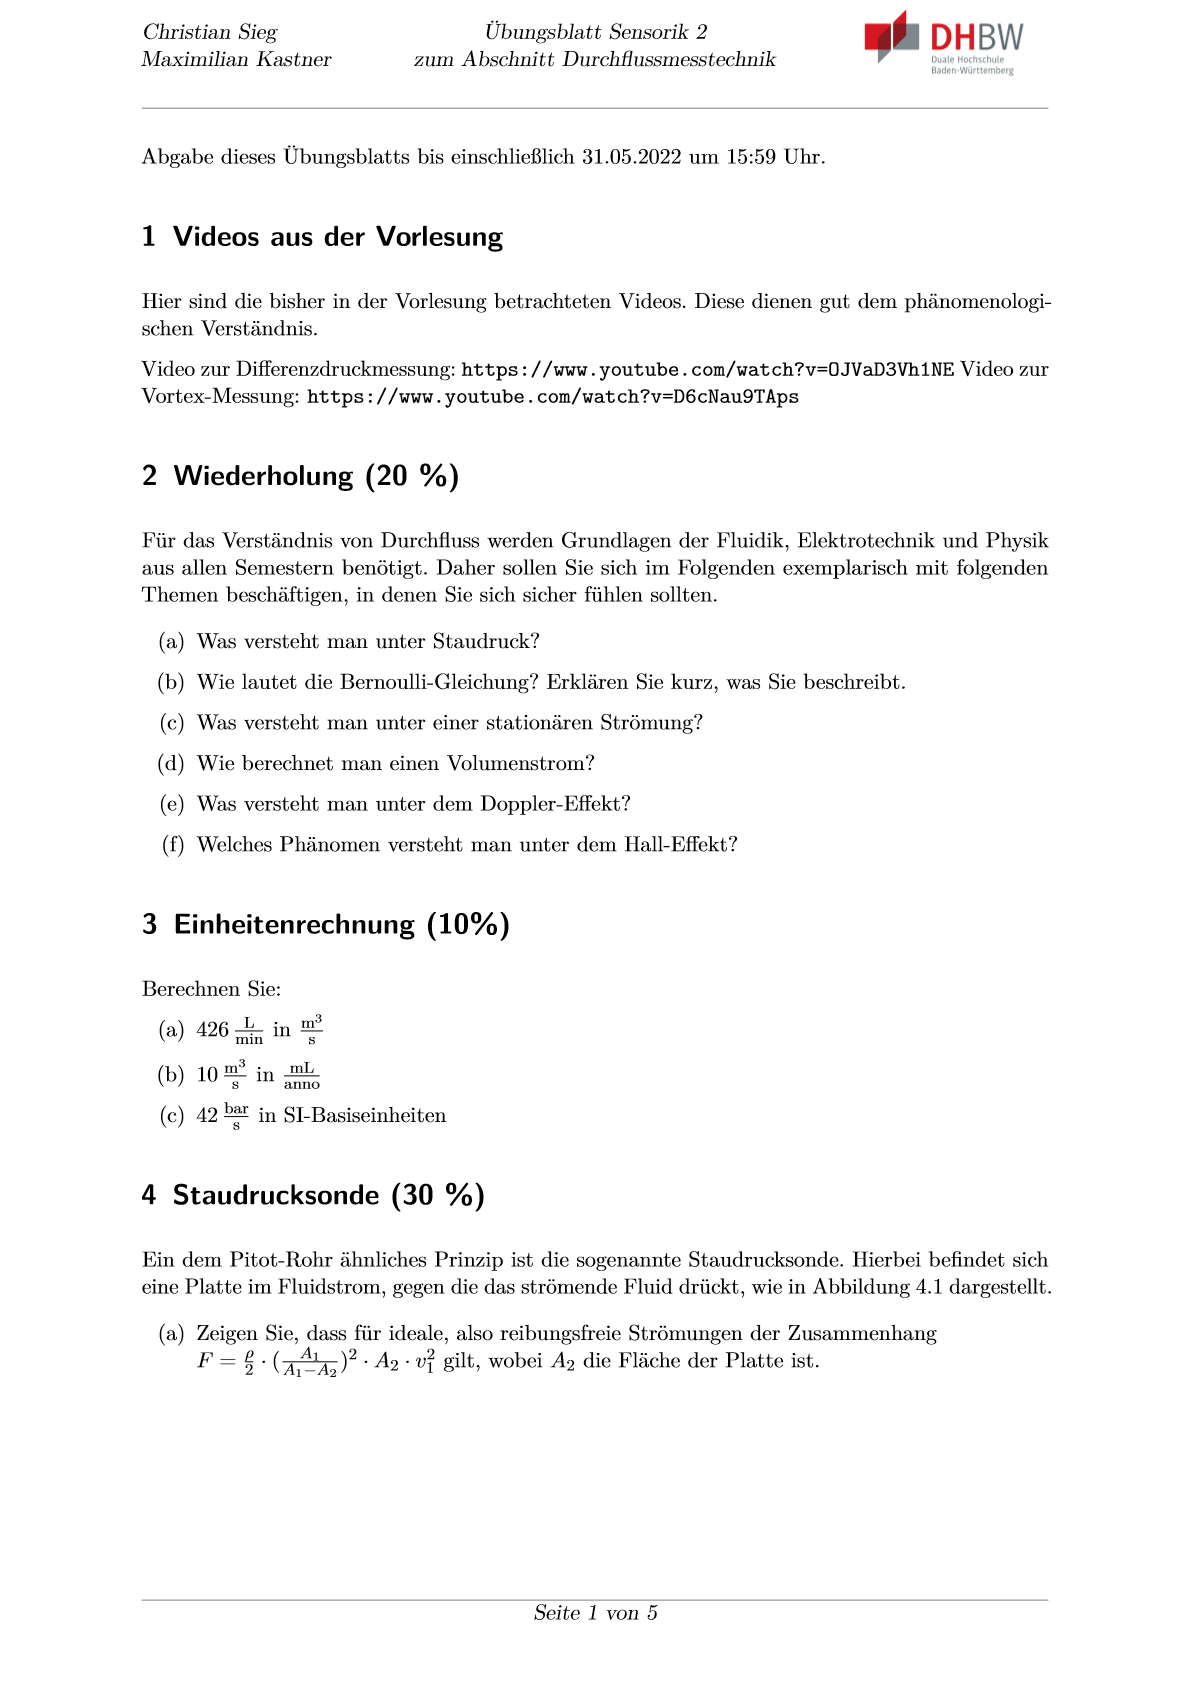 Christian Sieg
Maximilian Kastner
Übungsblatt Sensorik 2
zum Abschnitt Durchflussmesstechnik
DHBW
Duale Hochschule
Baden-Württemberg
Abgabe dieses Übungsblatts bis einschließlich 31.05.2022 um 15:59 Uhr.
1 Videos aus der Vorlesung
Hier sind die bisher in der Vorlesung betrachteten Videos. Diese dienen gut dem phänomenologi-
schen Verständnis.
Video zur Differenzdruckmessung: https://www.youtube.com/watch?v=OJVaD3Vh1NE Video zur
Vortex-Messung: https://www.youtube.com/watch?v=D6cNau9TAps
2 Wiederholung (20 %)
Für das Verständnis von Durchfluss werden Grundlagen der Fluidik, Elektrotechnik und Physik
aus allen Semestern benötigt. Daher sollen Sie sich im Folgenden exemplarisch mit folgenden
Themen beschäftigen, in denen Sie sich sicher fühlen sollten.
(a) Was versteht man unter Staudruck?
(b) Wie lautet die Bernoulli-Gleichung? Erklären Sie kurz, was Sie beschreibt.
(c) Was versteht man unter einer stationären Strömung?
(d) Wie berechnet man einen Volumenstrom?
(e) Was versteht man unter dem Doppler-Effekt?
(f) Welches Phänomen versteht man unter dem Hall-Effekt?
3 Einheitenrechnung (10%)
Berechnen Sie:
(a) 426 L/min in m³/s
(b) 10 m³/s in mL/anno
(c) 42 bar/s in SI-Basiseinheiten
4 Staudrucksonde (30 %)
Ein dem Pitot-Rohr ähnliches Prinzip ist die sogenannte Staudrucksonde. Hierbei befindet sich
eine Platte im Fluidstrom, gegen die das strömende Fluid drückt, wie in Abbildung 4.1 dargestellt.
(a) Zeigen Sie, dass für ideale, also reibungsfreie Strömungen der Zusammenhang
F = ρ/2 · (A₁/(A₁−A₂))² · A₂ · v₁² gilt, wobei A₂ die Fläche der Platte ist.
Seite 1 von 5